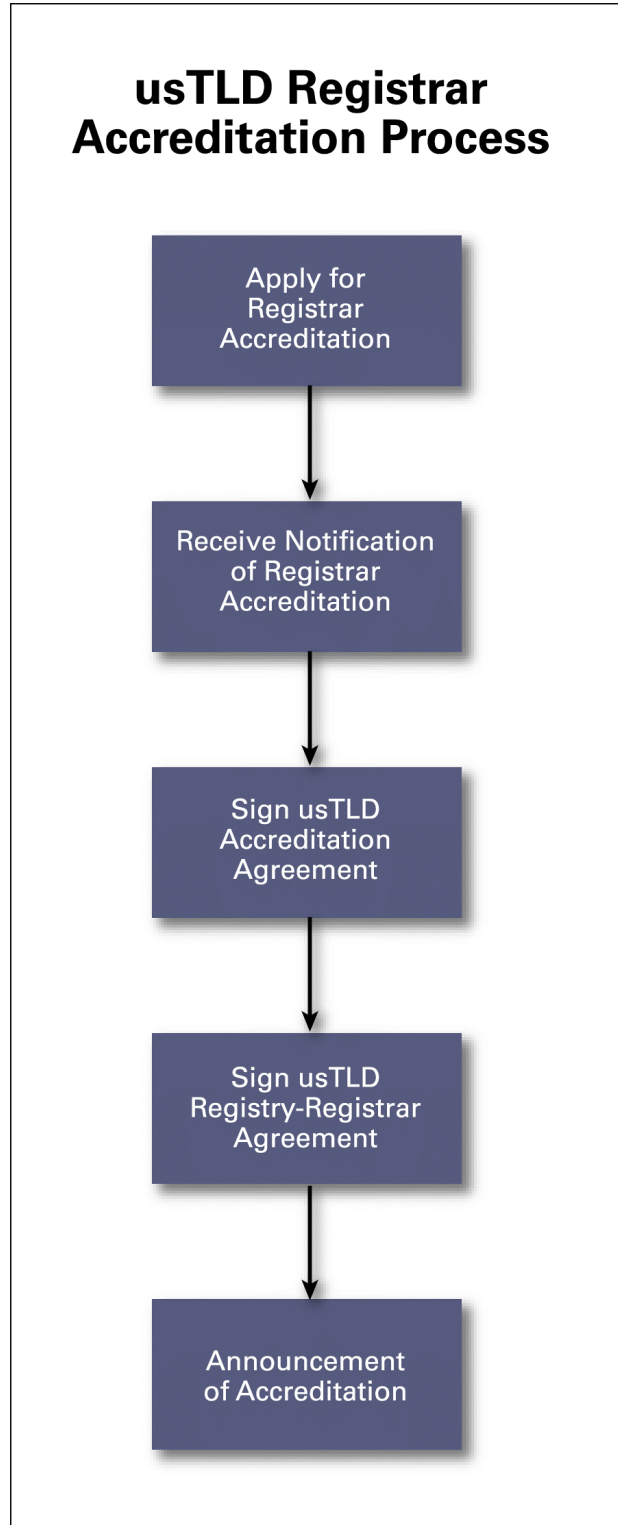 usTLD Registrar
Accreditation Process
Apply for
Registrar
Accreditation
Receive Notification
of Registrar
Accreditation
Sign usTLD
Accreditation
Agreement
Sign usTLD
Registry-Registrar
Agreement
Announcement
of Accreditation